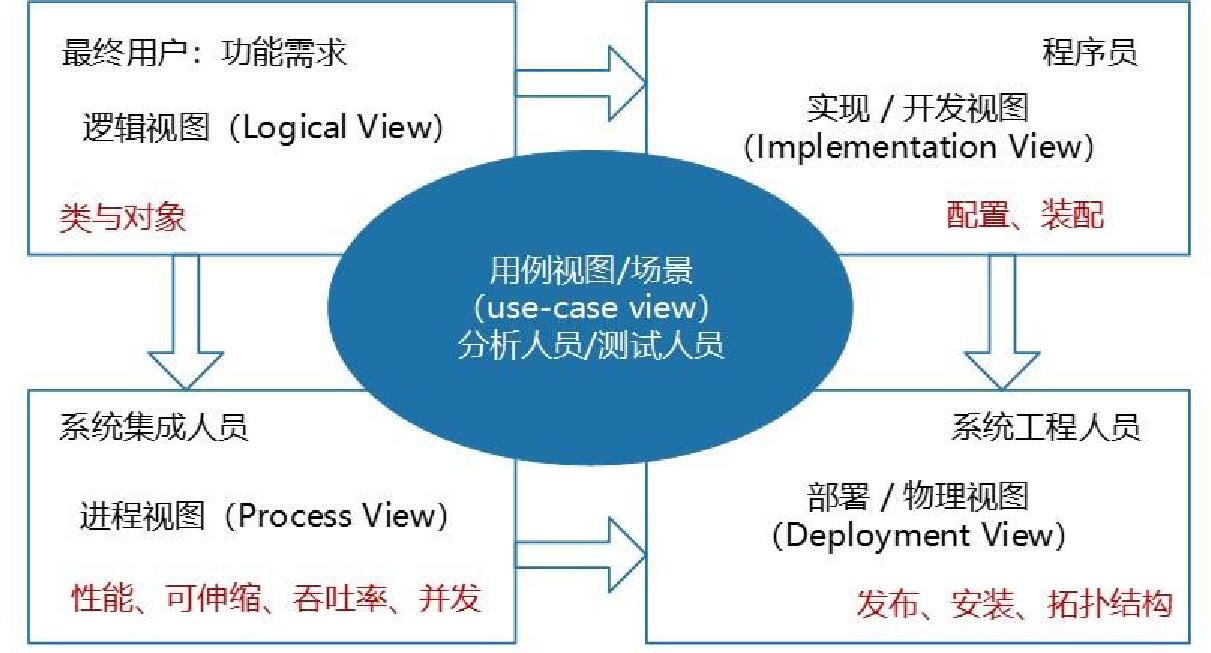 最终用户：功能需求
逻辑视图（Logical View）
类与对象
程序员
实现 / 开发视图
（Implementation View）
配置、装配
用例视图/场景
（use-case view）
分析人员/测试人员
系统集成人员
进程视图（Process View）
性能、可伸缩、吞吐率、并发
系统工程人员
部署 / 物理视图
（Deployment View）
发布、安装、拓扑结构